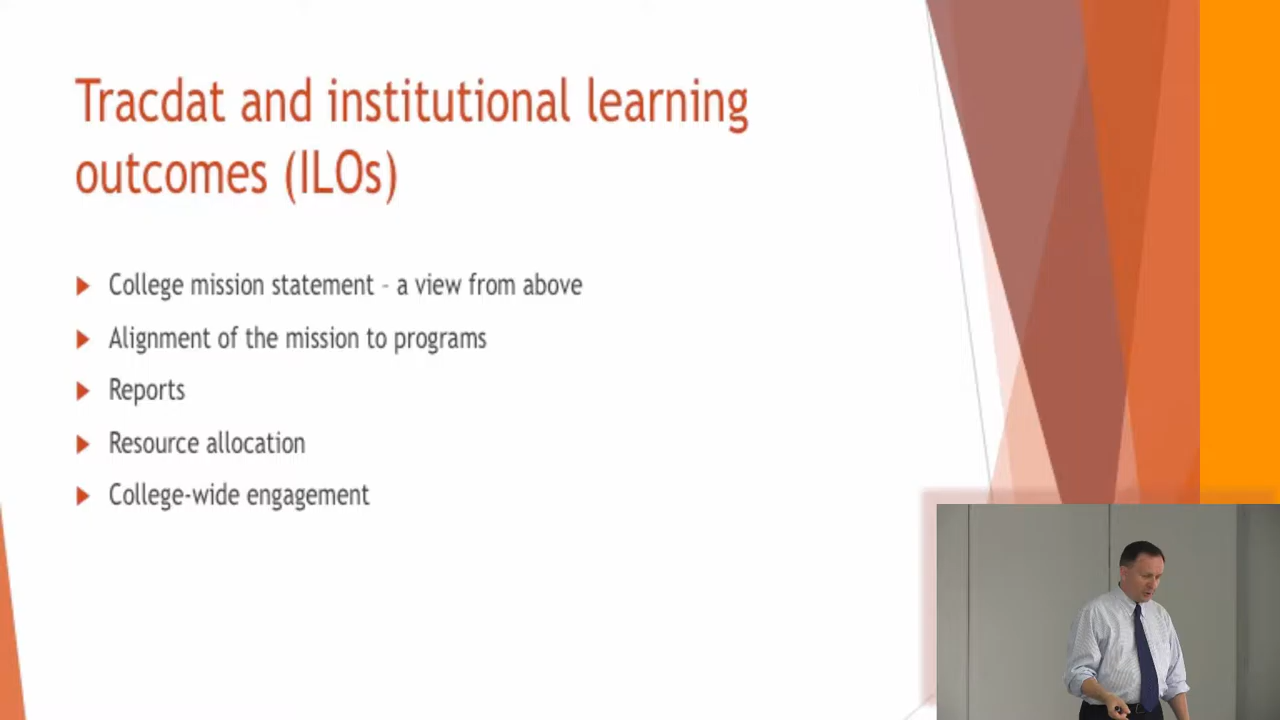 Tracdat and institutional learning
outcomes (ILOs)
College mission statement – a view from above
Alignment of the mission to programs
Reports
Resource allocation
College-wide engagement